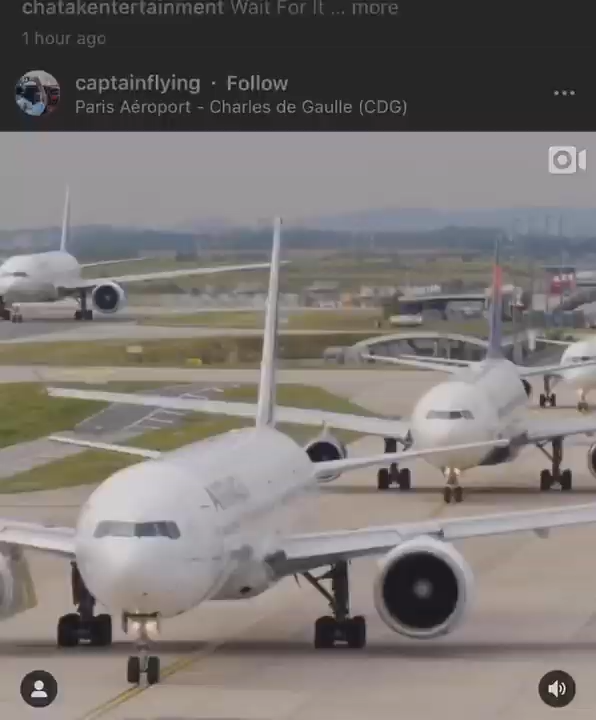 chatakentertainment Wait For It ... more
1 hour ago
captainflying · Follow
Paris Aéroport - Charles de Gaulle (CDG)